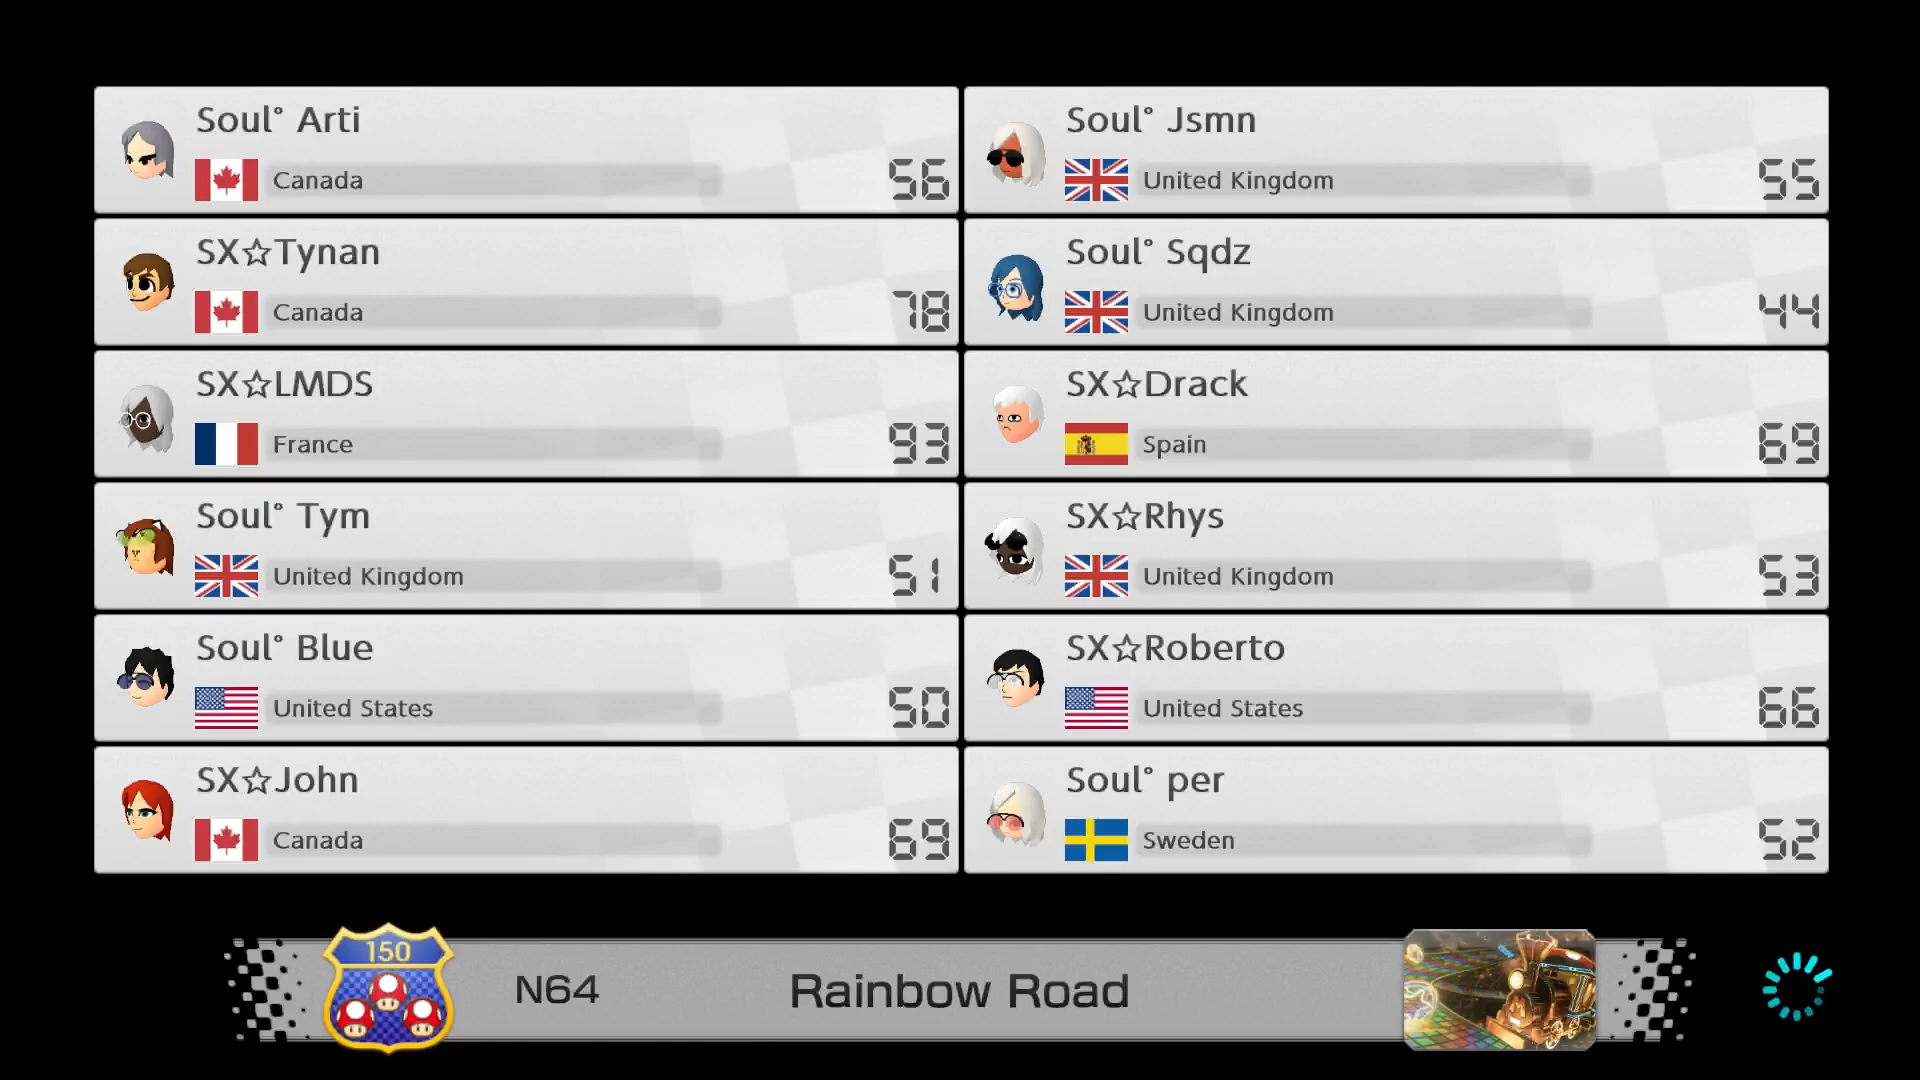 Soul° Arti
Canada
56
Soul° Jsmn
United Kingdom
55
SX☆Tynan
Canada
78
Soul° Sqdz
United Kingdom
44
SX☆LMDS
France
93
SX☆Drack
Spain
69
Soul° Tym
United Kingdom
51
SX☆Rhys
United Kingdom
53
Soul° Blue
United States
50
SX☆Roberto
United States
66
SX☆John
Canada
69
Soul° per
Sweden
52
150
N64 Rainbow Road